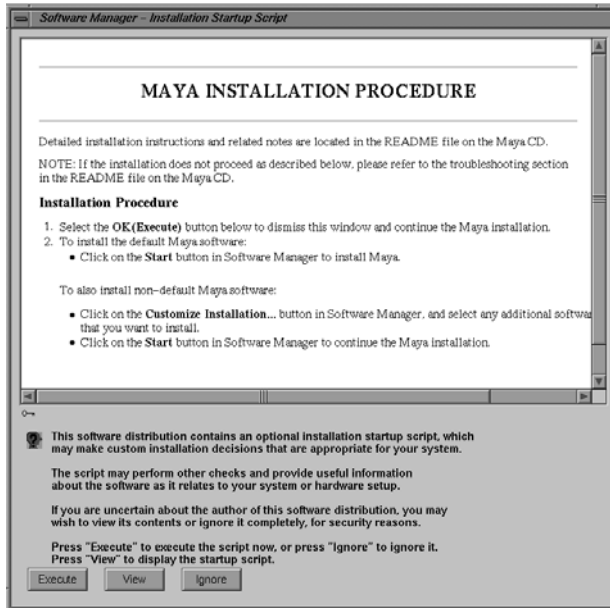 Software Manager – Installation Startup Script
MAYA INSTALLATION PROCEDURE
Detailed installation instructions and related notes are located in the README file on the Maya CD.
NOTE: If the installation does not proceed as described below, please refer to the troubleshooting section
in the README file on the Maya CD.
Installation Procedure
1. Select the OK(Execute) button below to dismiss this window and continue the Maya installation.
2. To install the default Maya software:
• Click on the Start button in Software Manager to install Maya.
To also install non–default Maya software:
• Click on the Customize Installation... button in Software Manager, and select any additional softwa
that you want to install.
• Click on the Start button in Software Manager to continue the Maya installation.
This software distribution contains an optional installation startup script, which
may make custom installation decisions that are appropriate for your system.
The script may perform other checks and provide useful information
about the software as it relates to your system or hardware setup.
If you are uncertain about the author of this software distribution, you may
wish to view its contents or ignore it completely, for security reasons.
Press "Execute" to execute the script now, or press "Ignore" to ignore it.
Press "View" to display the startup script.
Execute View Ignore